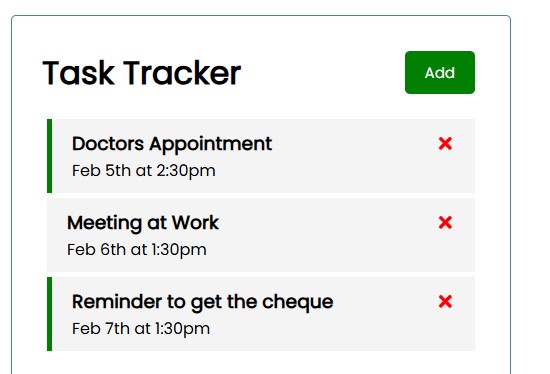 Task Tracker
Add
Doctors Appointment
Feb 5th at 2:30pm
Meeting at Work
Feb 6th at 1:30pm
Reminder to get the cheque
Feb 7th at 1:30pm